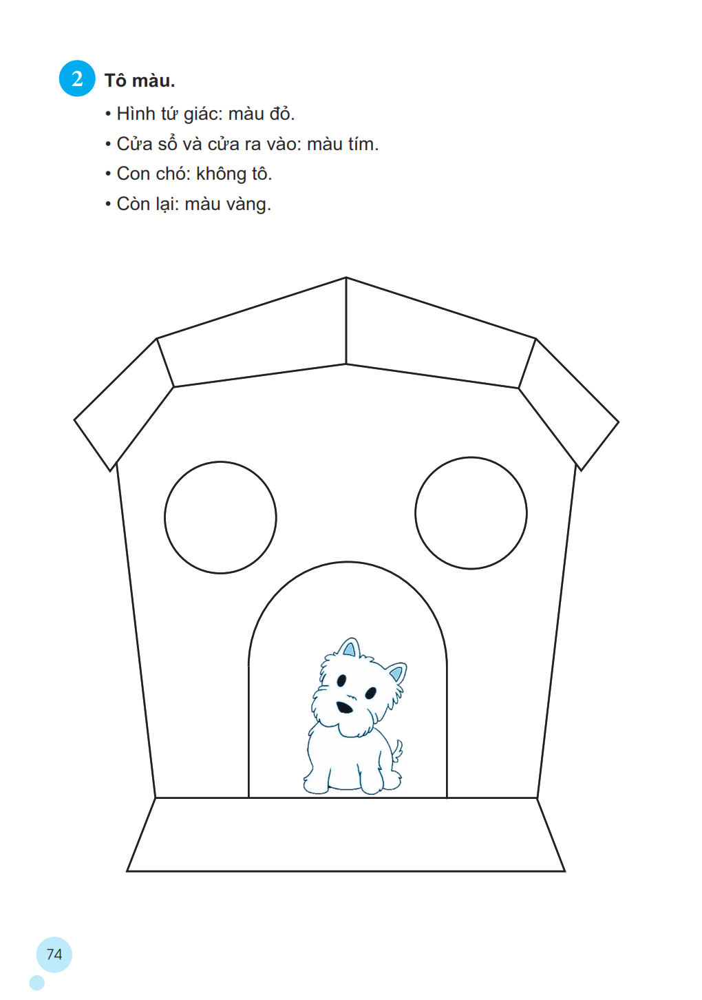 2 Tô màu.
• Hình tứ giác: màu đỏ.
• Cửa sổ và cửa ra vào: màu tím.
• Con chó: không tô.
• Còn lại: màu vàng.
74